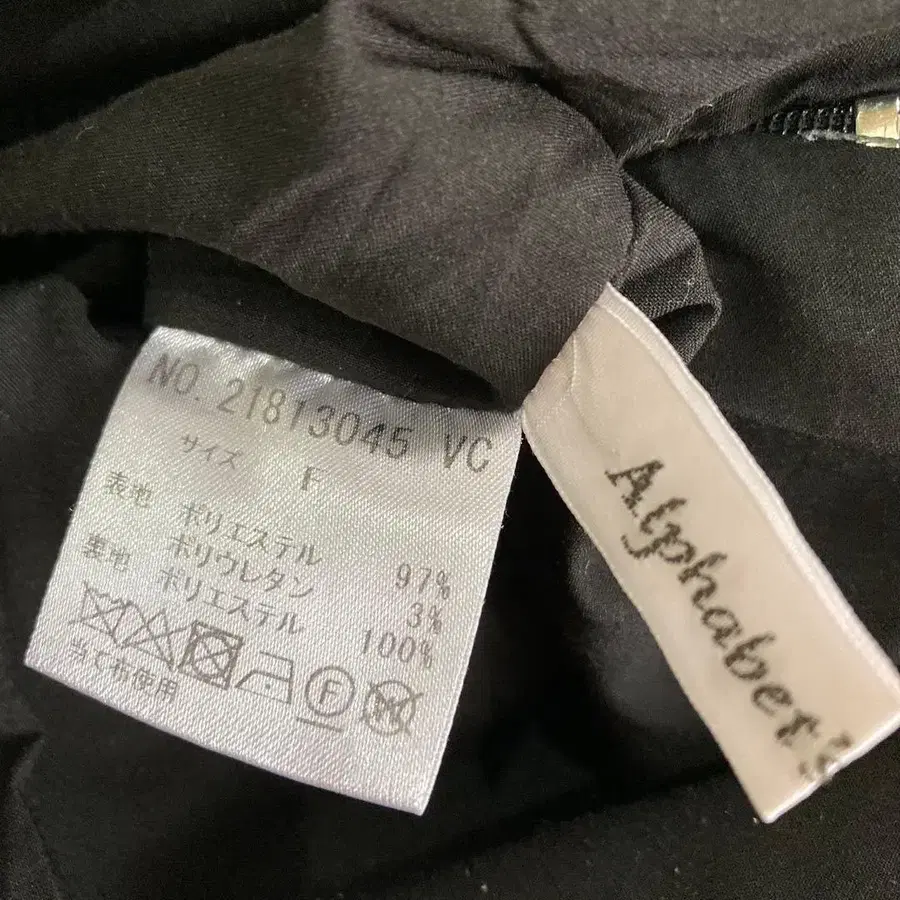 NO. 21813045 VC
サイズ F
表地 ポリエステル 97%
ポリウレタン 3%
裏地 ポリエステル 100%
F W
当て布使用
Alphabet's